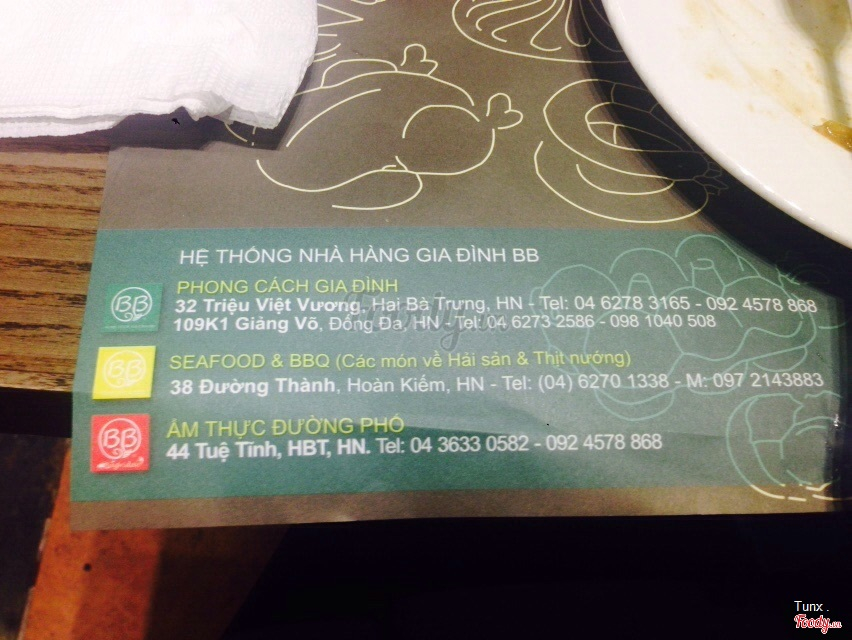 HỆ THỐNG NHÀ HÀNG GIA ĐÌNH BB
BB
PHONG CÁCH GIA ĐÌNH
32 Triệu Việt Vương, Hai Bà Trưng, HN - Tel: 04 6278 3165 - 092 4578 868
109K1 Giảng Võ, Đống Đa, HN - Tel: 04 6273 2586 - 098 1040 508
BB
SEAFOOD & BBQ (Các món về Hải sản & Thịt nướng)
38 Đường Thành, Hoàn Kiếm, HN - Tel: (04) 6270 1338 - M: 097 2143883
BB
ẨM THỰC ĐƯỜNG PHỐ
44 Tuệ Tĩnh, HBT, HN. Tel: 04 3633 0582 - 092 4578 868
Tunx .
Foody.vn